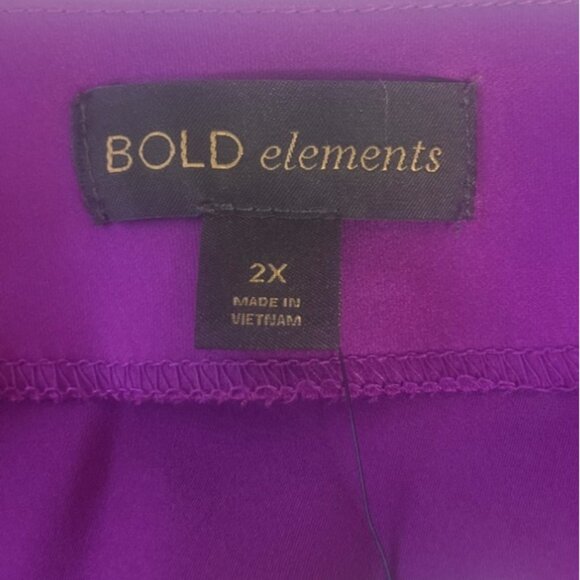 BOLD elements
2X
MADE IN
VIETNAM